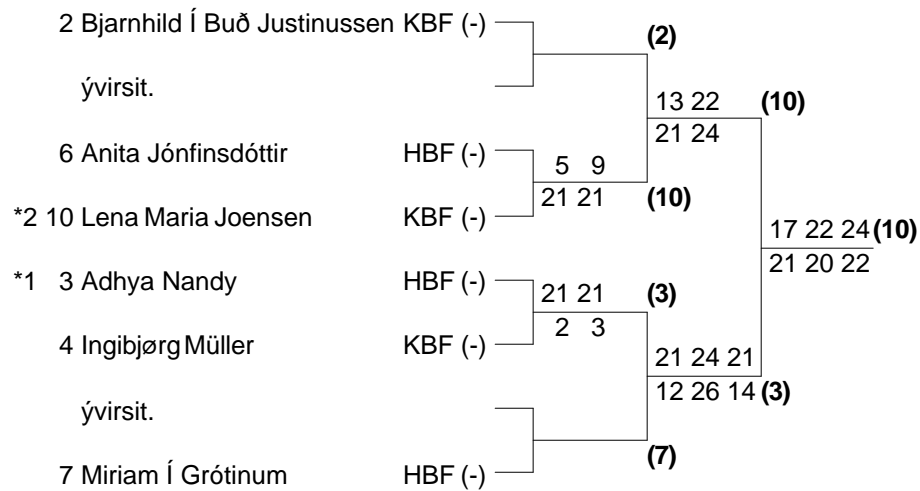 2 Bjarnhild Í Buð Justinussen KBF (-)
(2)
ývirsit.
13 22 (10)
21 24
6 Anita Jónfinsdóttir HBF (-)
5 9
21 21 (10)
*2 10 Lena Maria Joensen KBF (-)
17 22 24 (10)
21 20 22
*1 3 Adhya Nandy HBF (-)
21 21 (3)
2 3
4 Ingibjørg Müller KBF (-)
21 24 21
12 26 14 (3)
ývirsit.
(7)
7 Miriam Í Grótinum HBF (-)